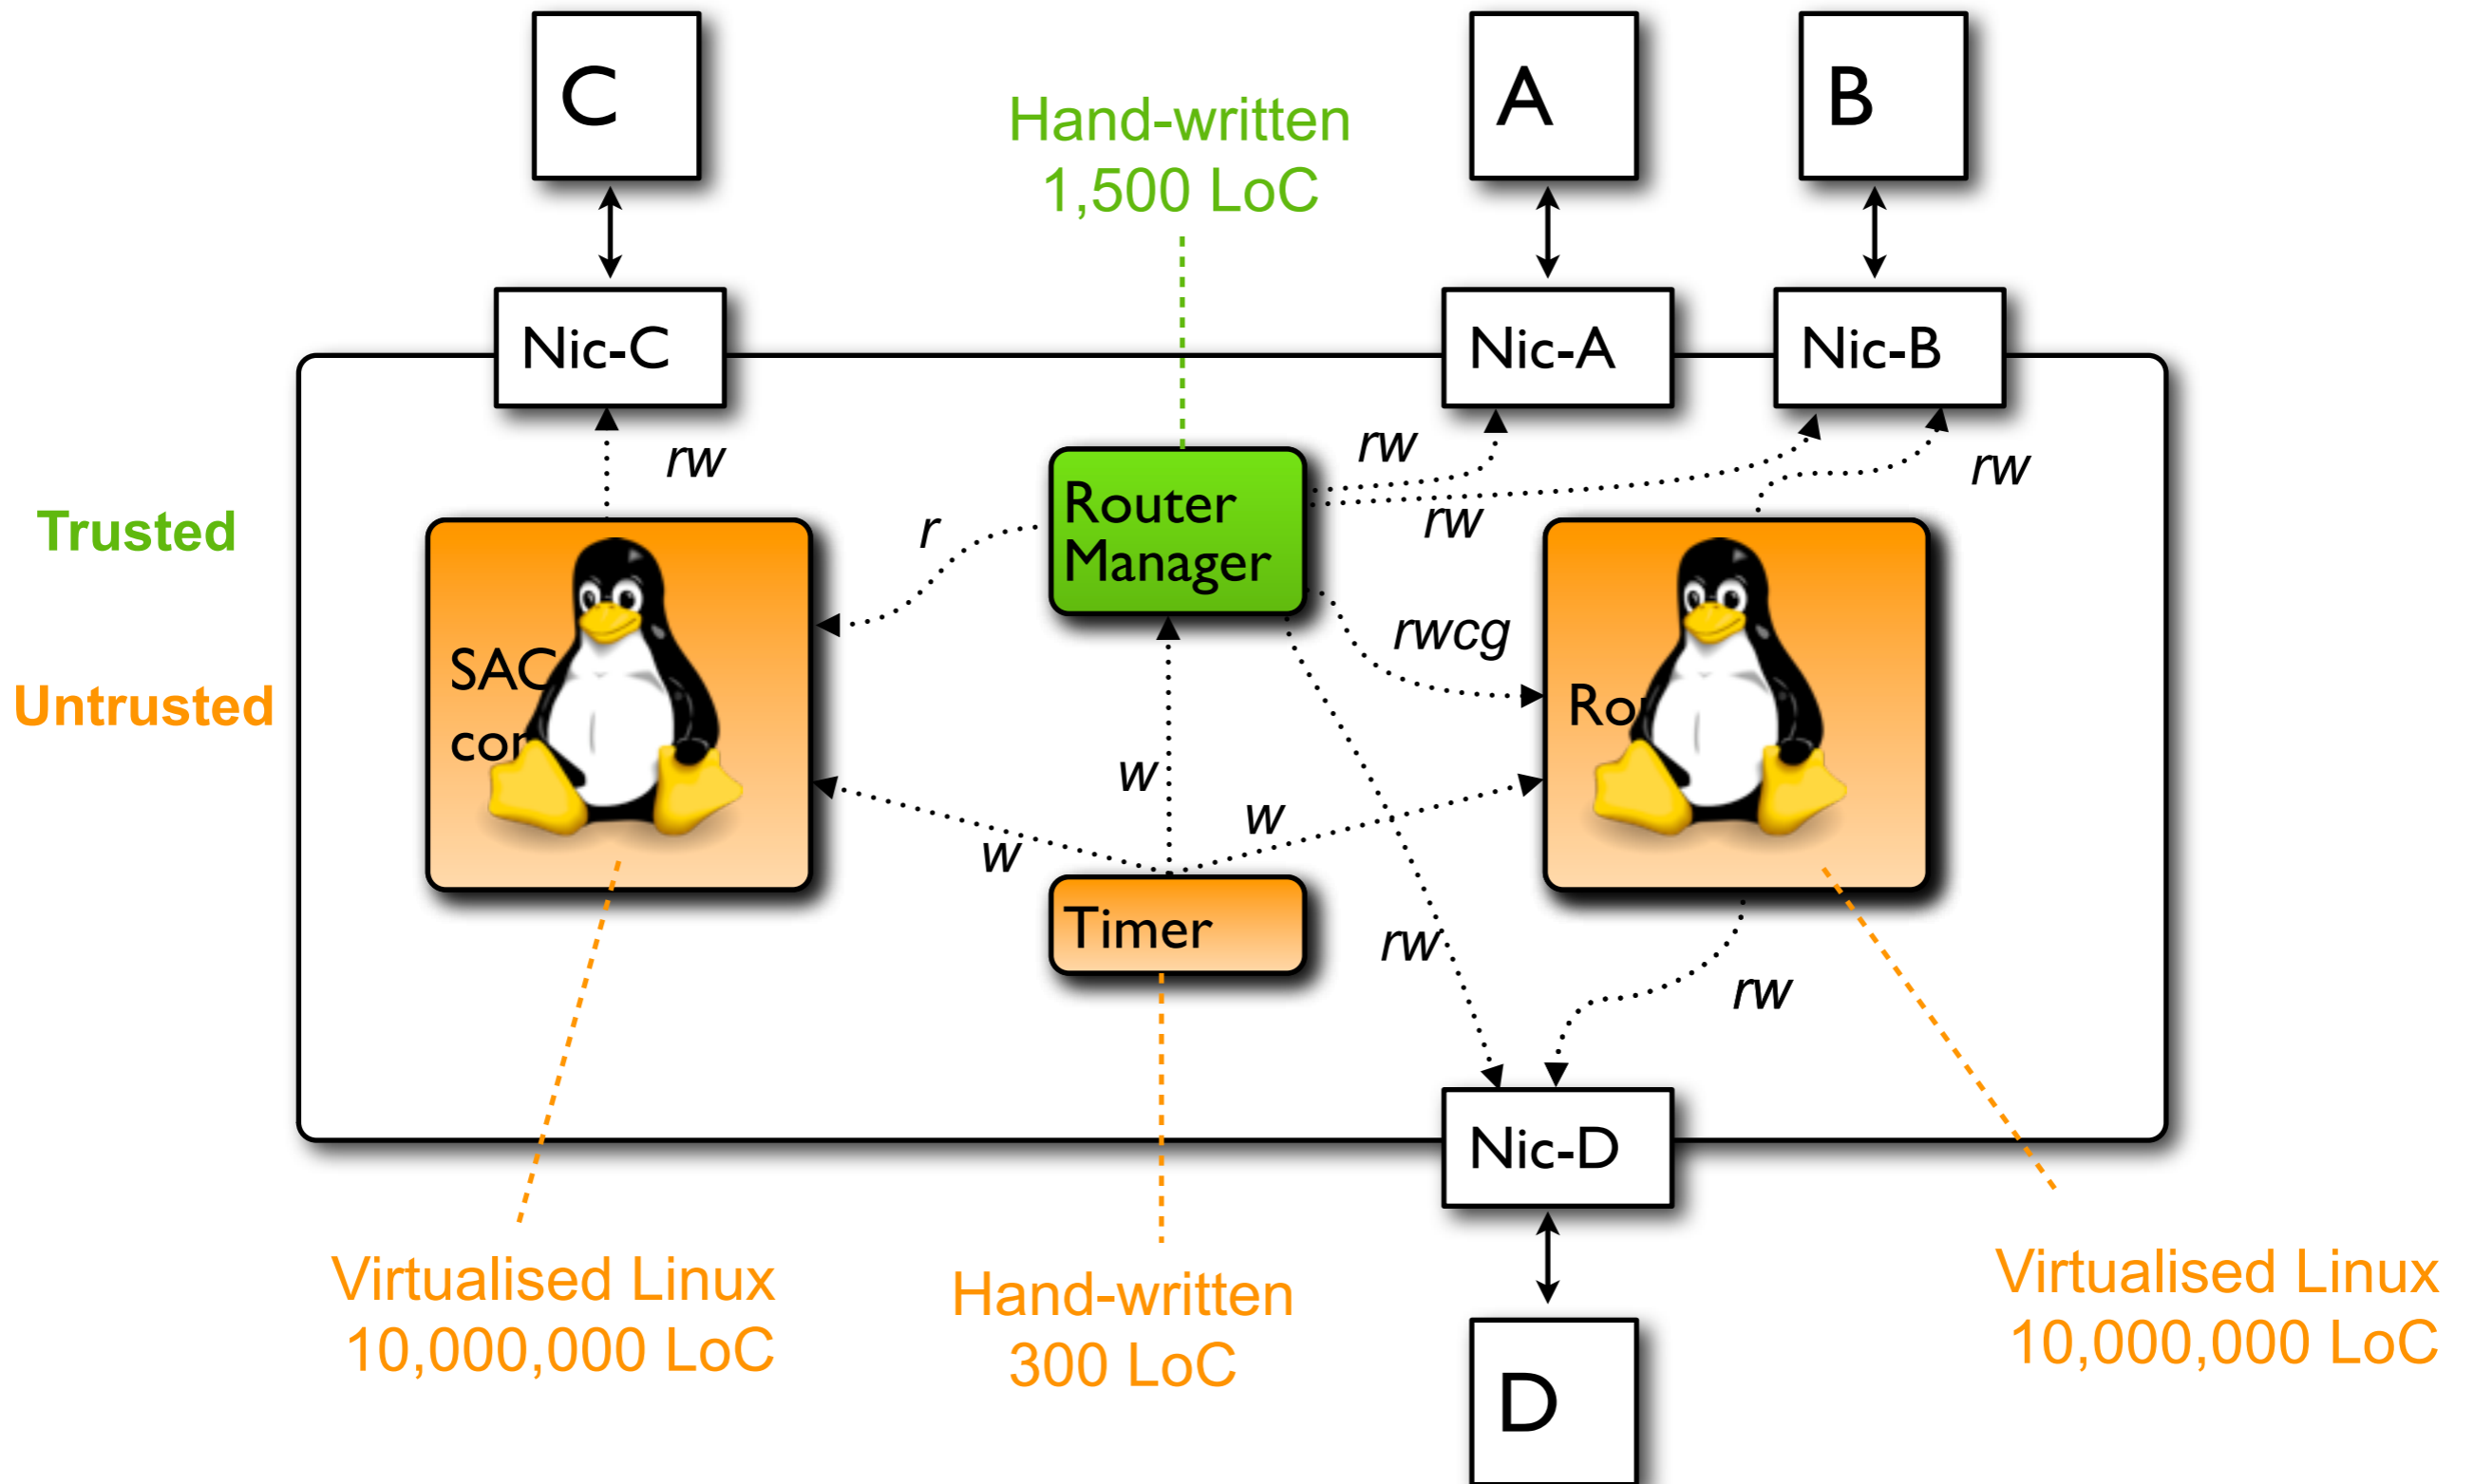 C
A
B
Hand-written
1,500 LoC
Nic-C
Nic-A
Nic-B
rw
rw
rw
rw
Trusted
r
Router
Manager
rwcg
SAC
Untrusted
w
w
w
Timer
rw
rw
Nic-D
Virtualised Linux
10,000,000 LoC
Hand-written
300 LoC
Virtualised Linux
10,000,000 LoC
D